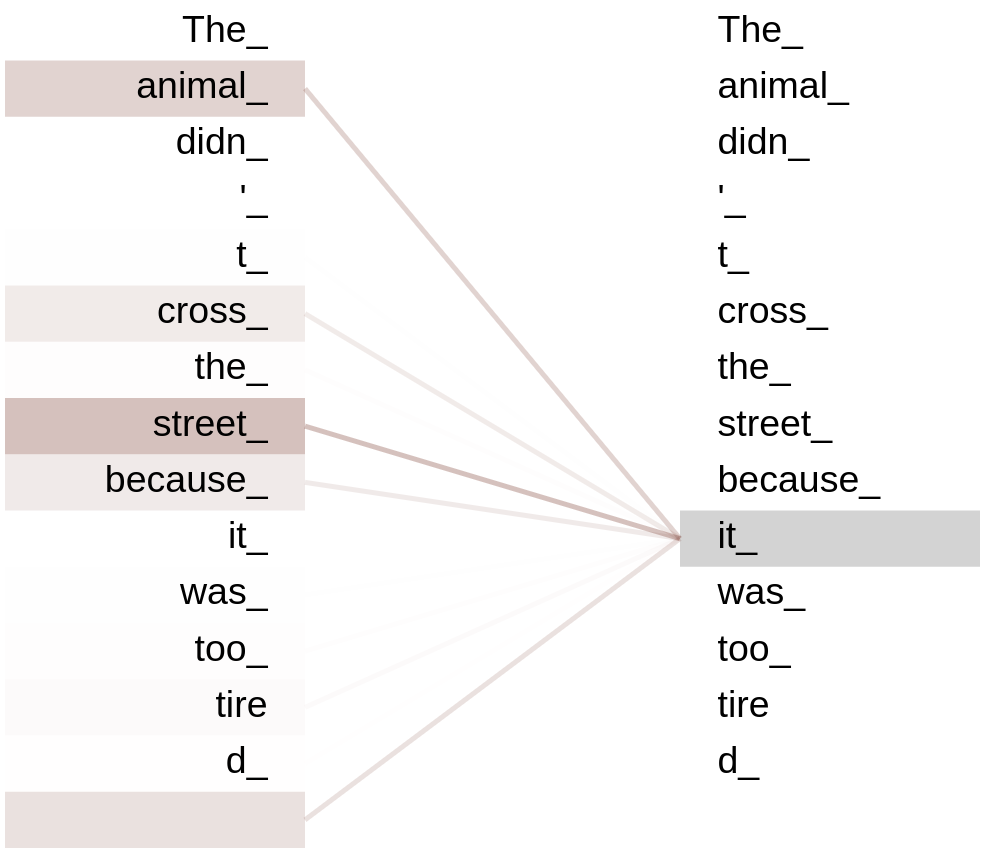 The_ The_
animal_ animal_
didn_ didn_
'_ '_
t_ t_
cross_ cross_
the_ the_
street_ street_
because_ because_
it_ it_
was_ was_
too_ too_
tire tire
d_ d_